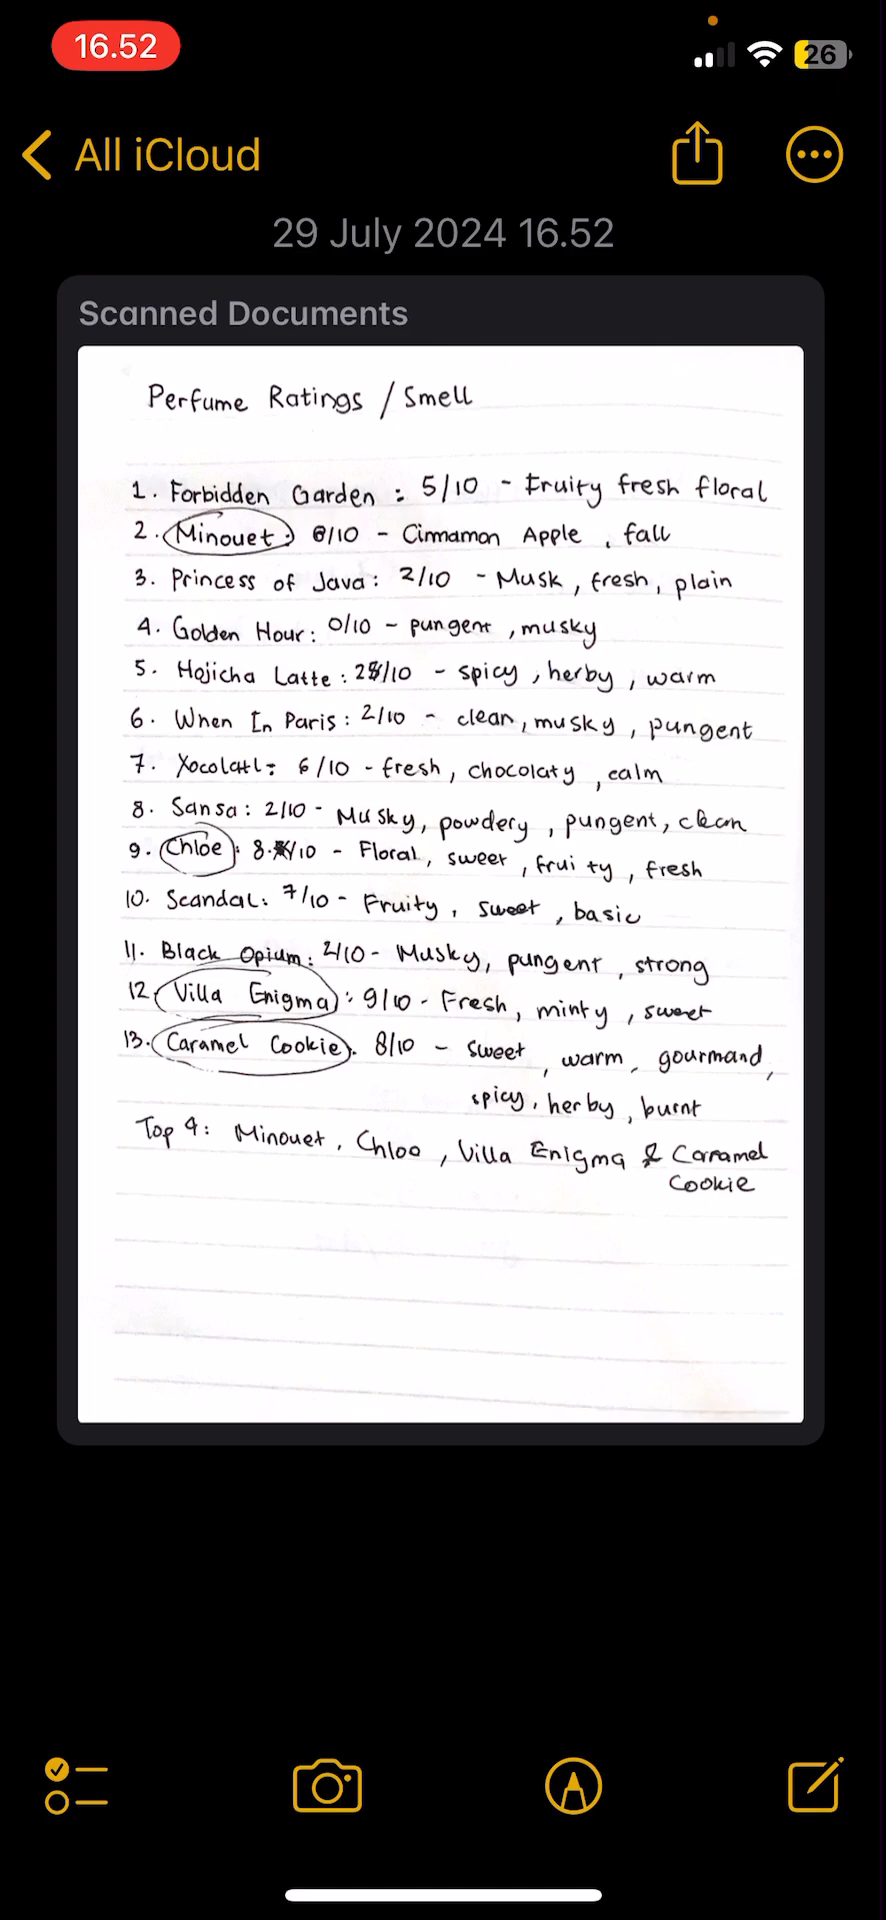 16.52
26
All iCloud
29 July 2024 16.52
Scanned Documents
Perfume Ratings / Smell
1. Forbidden Garden : 5/10 - Fruity fresh floral
2. Minouet : /10 - Cinnamon Apple , fall
3. Princess of Java : 2/10 - Musk , fresh , plain
4. Golden Hour : 0/10 - pungent , musky
5. Hojicha Latte : /10 - spicy , herby , warm
6. When In Paris : 2/10 - clean , musky , pungent
7. Xocolatl : 6/10 - fresh , chocolaty , calm
8. Sansa : 2/10 - Musky, powdery , pungent, clean
9. Chloe : 8. /10 - Floral , sweet , fruity , fresh
10. Scandal : 7/10 - Fruity , sweet , basic
11. Black Opium : 2/10 - Musky, pungent , strong
12. Villa Enigma : 9/10 - Fresh , minty , sweet
13. Caramel Cookie : 8/10 - Sweet , warm , gourmand ,
spicy , herby , burnt
Top 4 : Minouet , Chloe , Villa Enigma & Carramel
Cookie